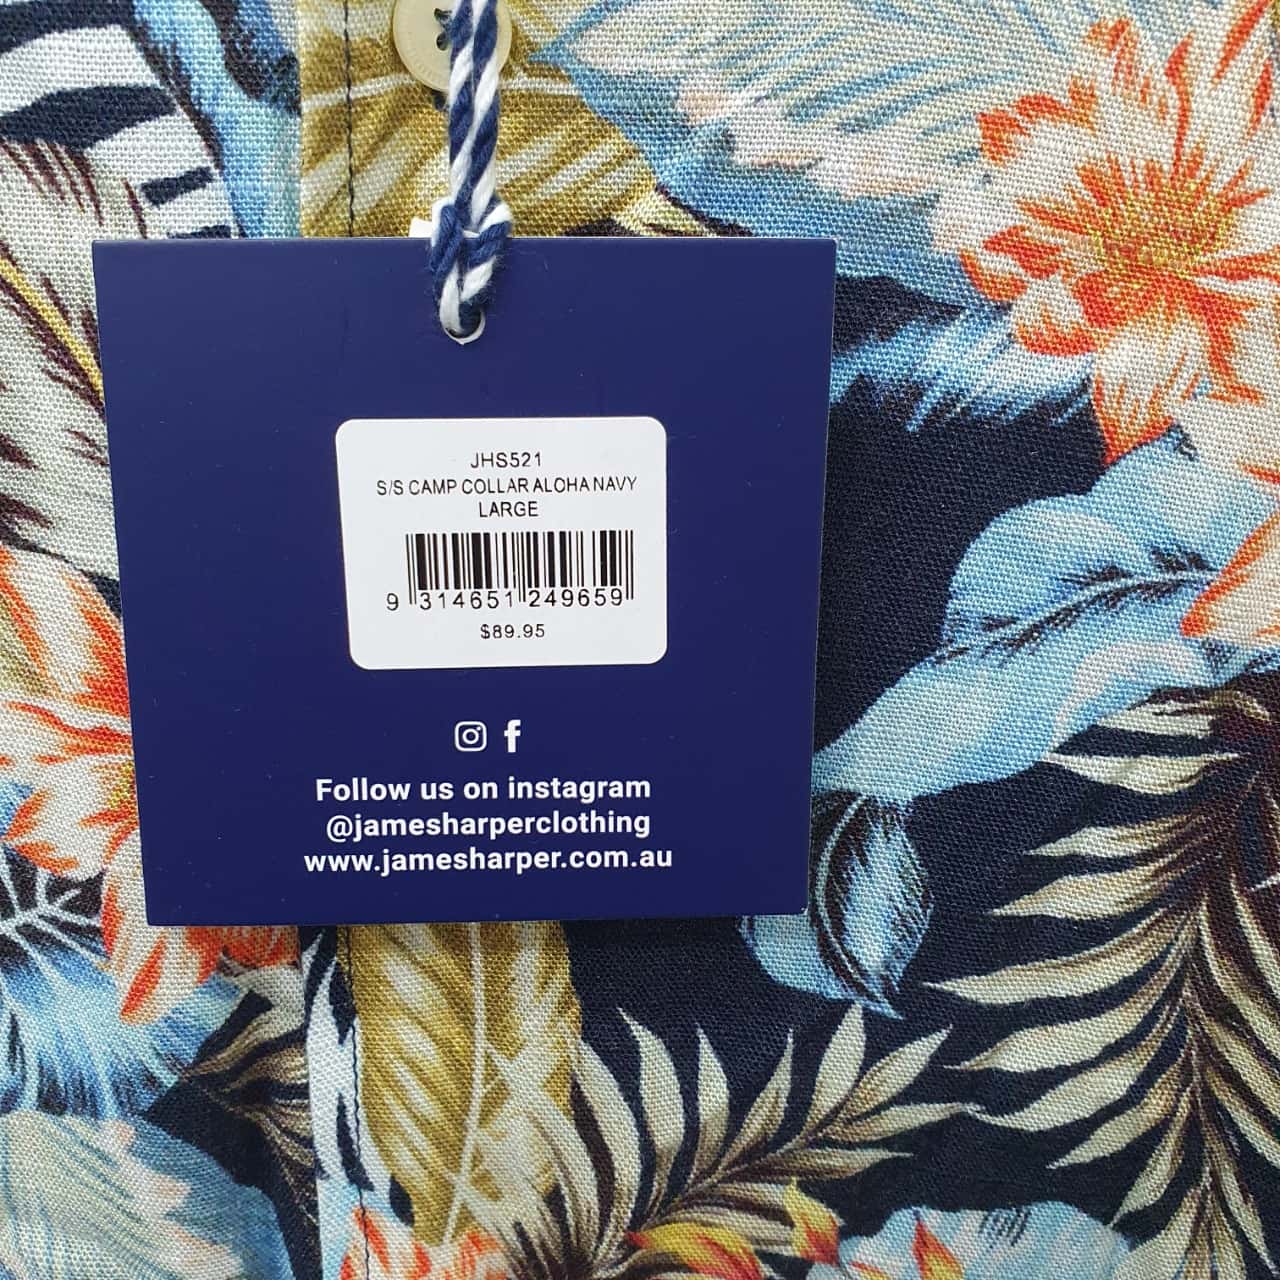 JHS521
S/S CAMP COLLAR ALOHA NAVY
LARGE
9 314651 249659
$89.95
Follow us on instagram
@jamesharperclothing
www.jamesharper.com.au